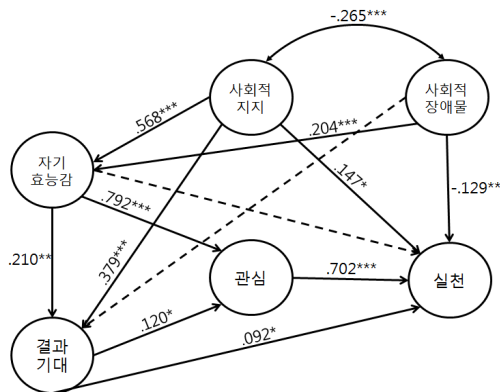 -.265***
사회적
지지
사회적
장애물
.568***
.204***
자기
효능감
.147*
-.129**
.792***
.210**
.379***
관심
.702***
실천
.120*
.092*
결과
기대